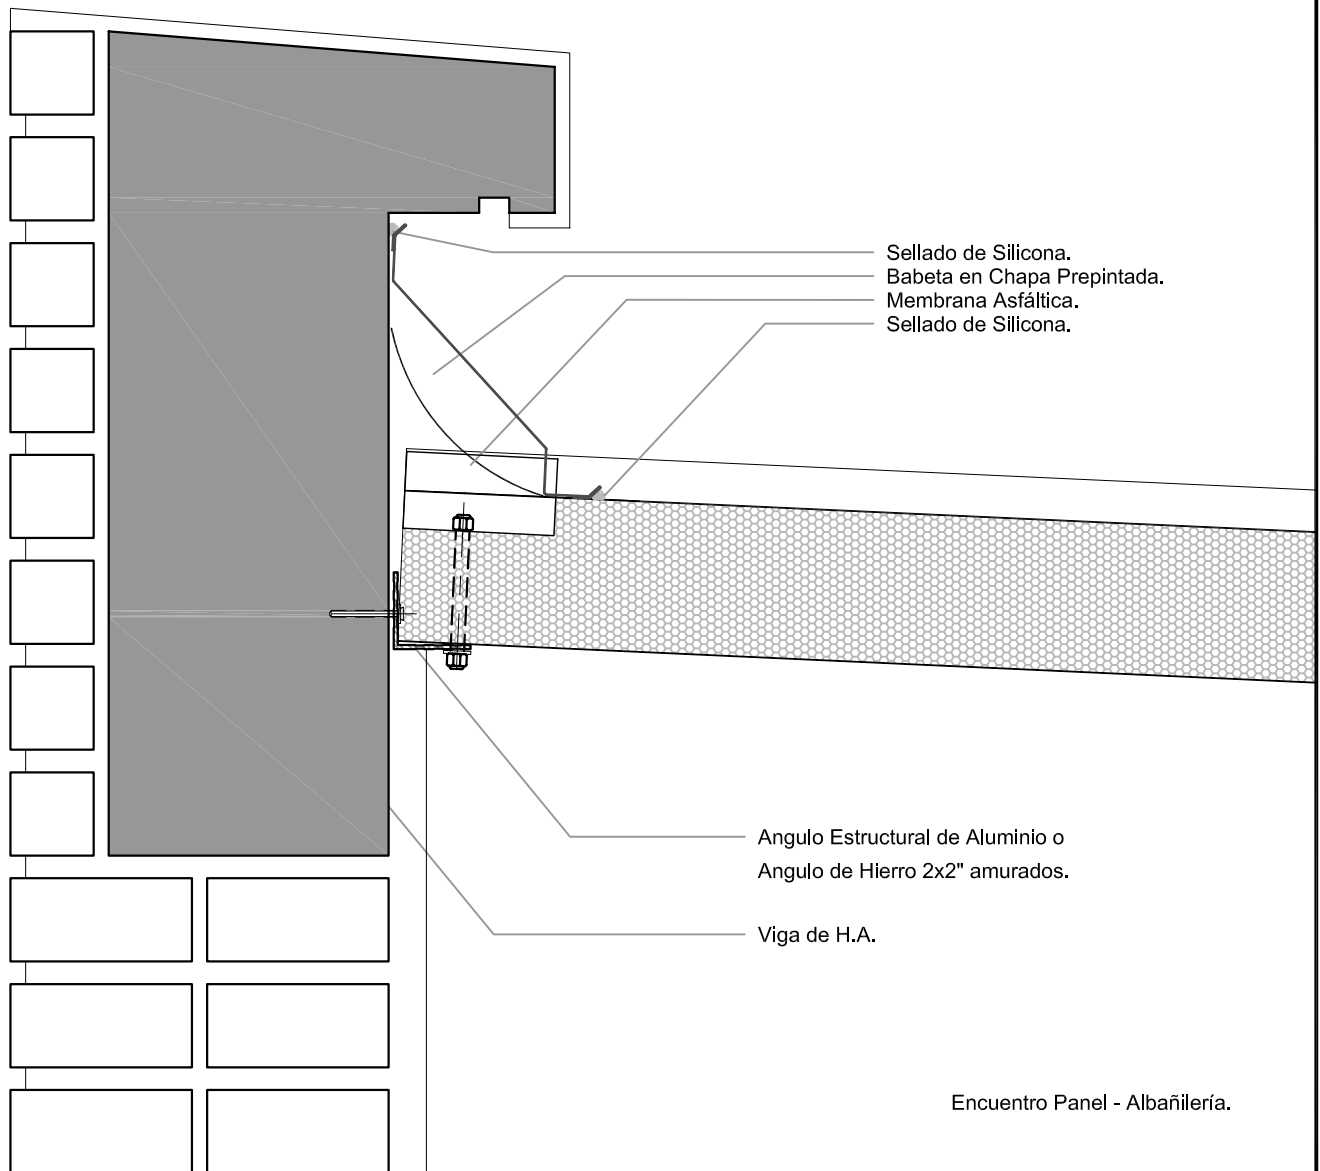 Sellado de Silicona.
Babeta en Chapa Prepintada.
Membrana Asfáltica.
Sellado de Silicona.
Angulo Estructural de Aluminio o
Angulo de Hierro 2x2" amurados.
Viga de H.A.
Encuentro Panel - Albañilería.